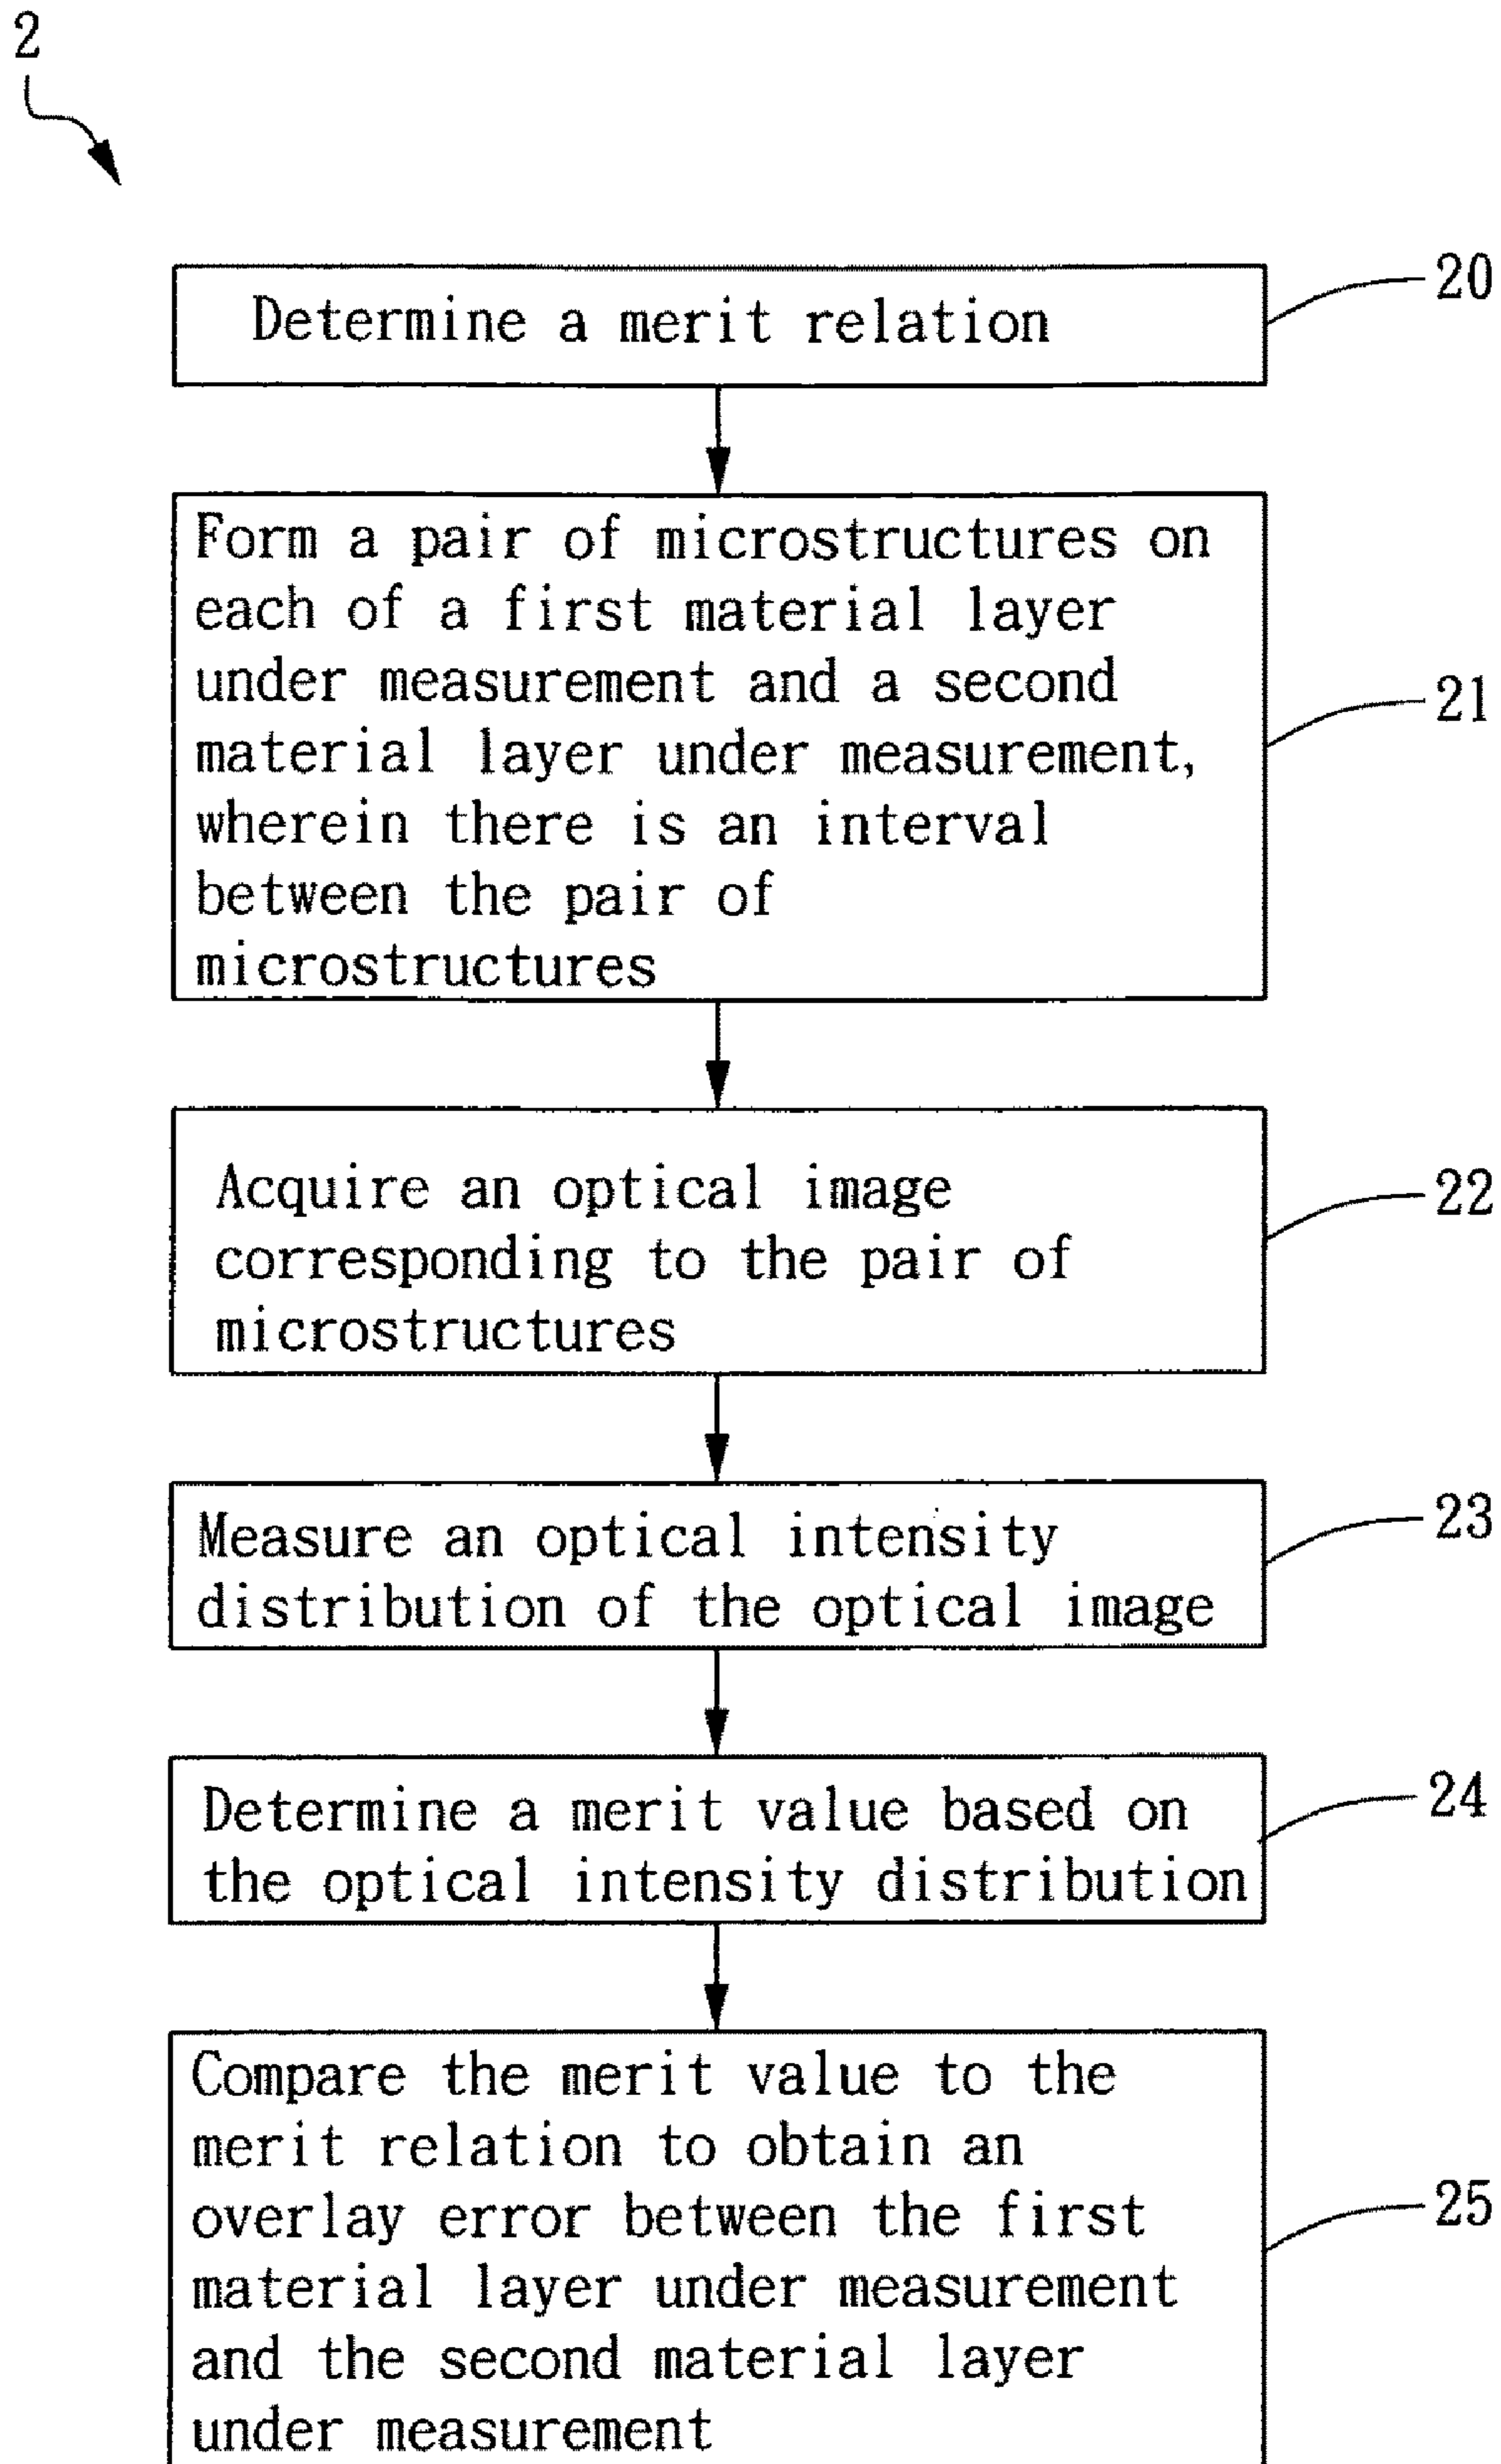 2
Determine a merit relation
20
Form a pair of microstructures on
each of a first material layer
under measurement and a second
material layer under measurement,
wherein there is an interval
between the pair of
microstructures
21
Acquire an optical image
corresponding to the pair of
microstructures
22
Measure an optical intensity
distribution of the optical image
23
Determine a merit value based on
the optical intensity distribution
24
Compare the merit value to the
merit relation to obtain an
overlay error between the first
material layer under measurement
and the second material layer
under measurement
25